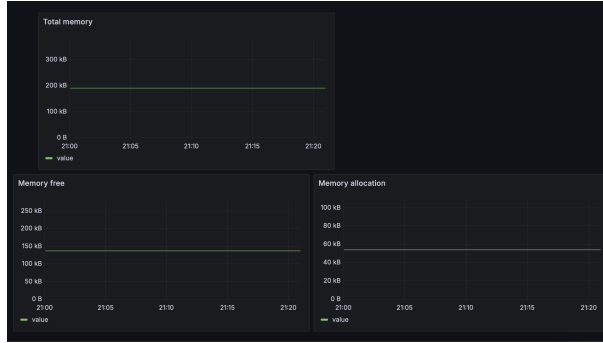 Total memory
300 kB
200 kB
100 kB
0 B
21:00 21:05 21:10 21:15 21:20
value
Memory free
250 kB
200 kB
150 kB
100 kB
50 kB
0 B
21:00 21:05 21:10 21:15 21:20
value
Memory allocation
100 kB
80 kB
60 kB
40 kB
20 kB
0 B
21:00 21:05 21:10 21:15 21:20
value